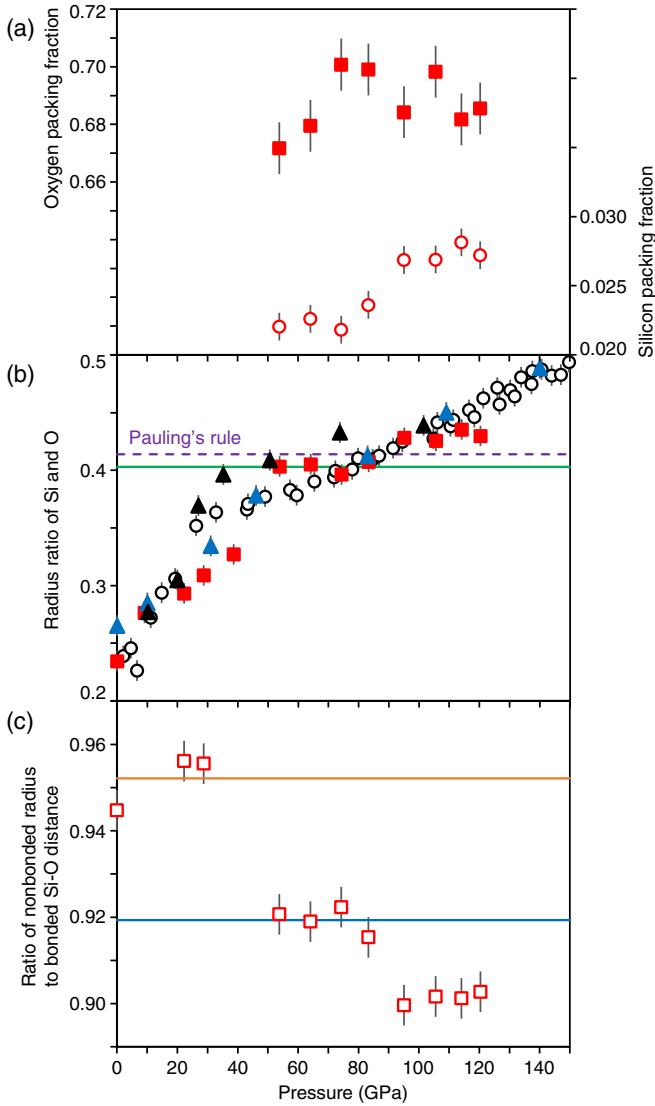 (a)
0.72
0.70
0.68
0.66
Oxygen packing fraction
0.030
0.025
0.020
Silicon packing fraction
(b)
0.5
0.4
0.3
0.2
Radius ratio of Si and O
Pauling's rule
(c)
0.96
0.94
0.92
0.90
Ratio of nonbonded radius
to bonded Si-O distance
0
20
40
60
80
100
120
140
Pressure (GPa)